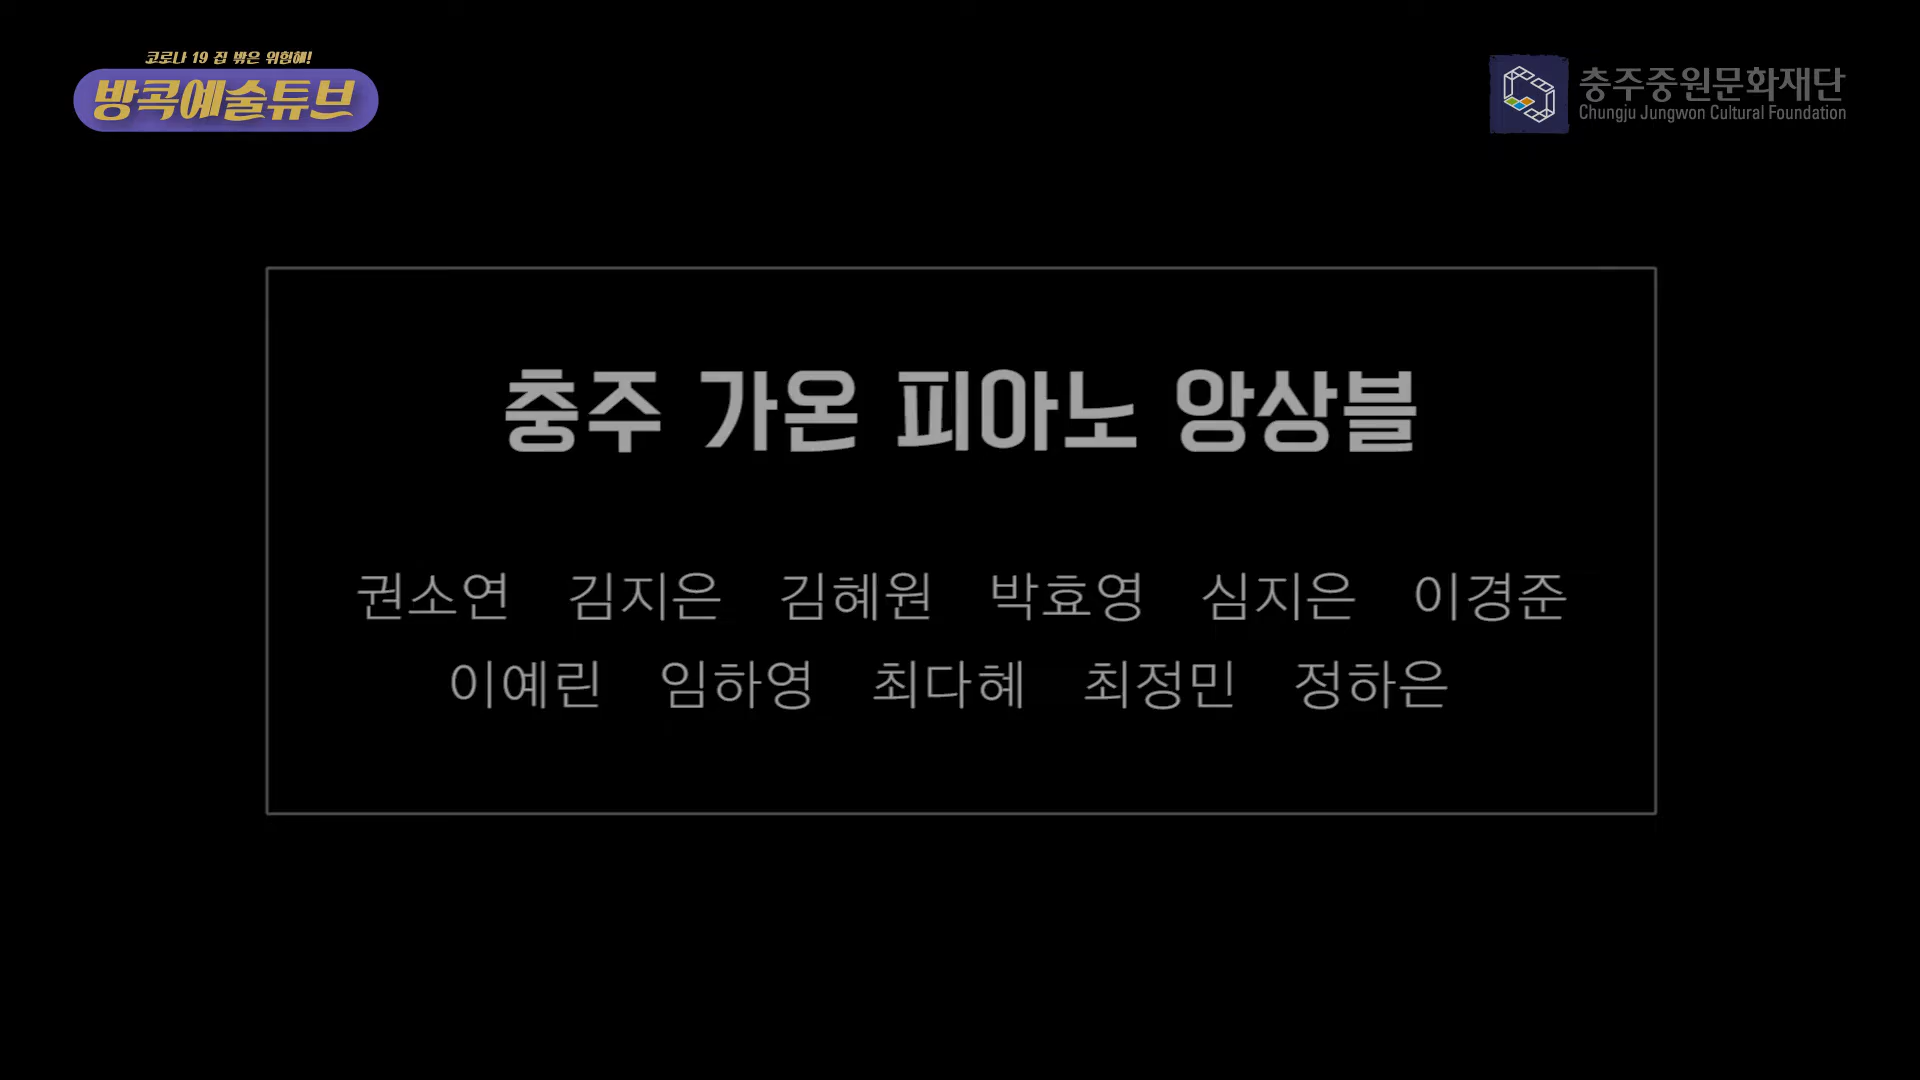 코로나 19 집 밖은 위험해!
방콕예술튜브
충주중원문화재단
Chungju Jungwon Cultural Foundation
충주 가온 피아노 앙상블
권소연 김지은 김혜원 박효영 심지은 이경준
이예린 임하영 최다혜 최정민 정하은